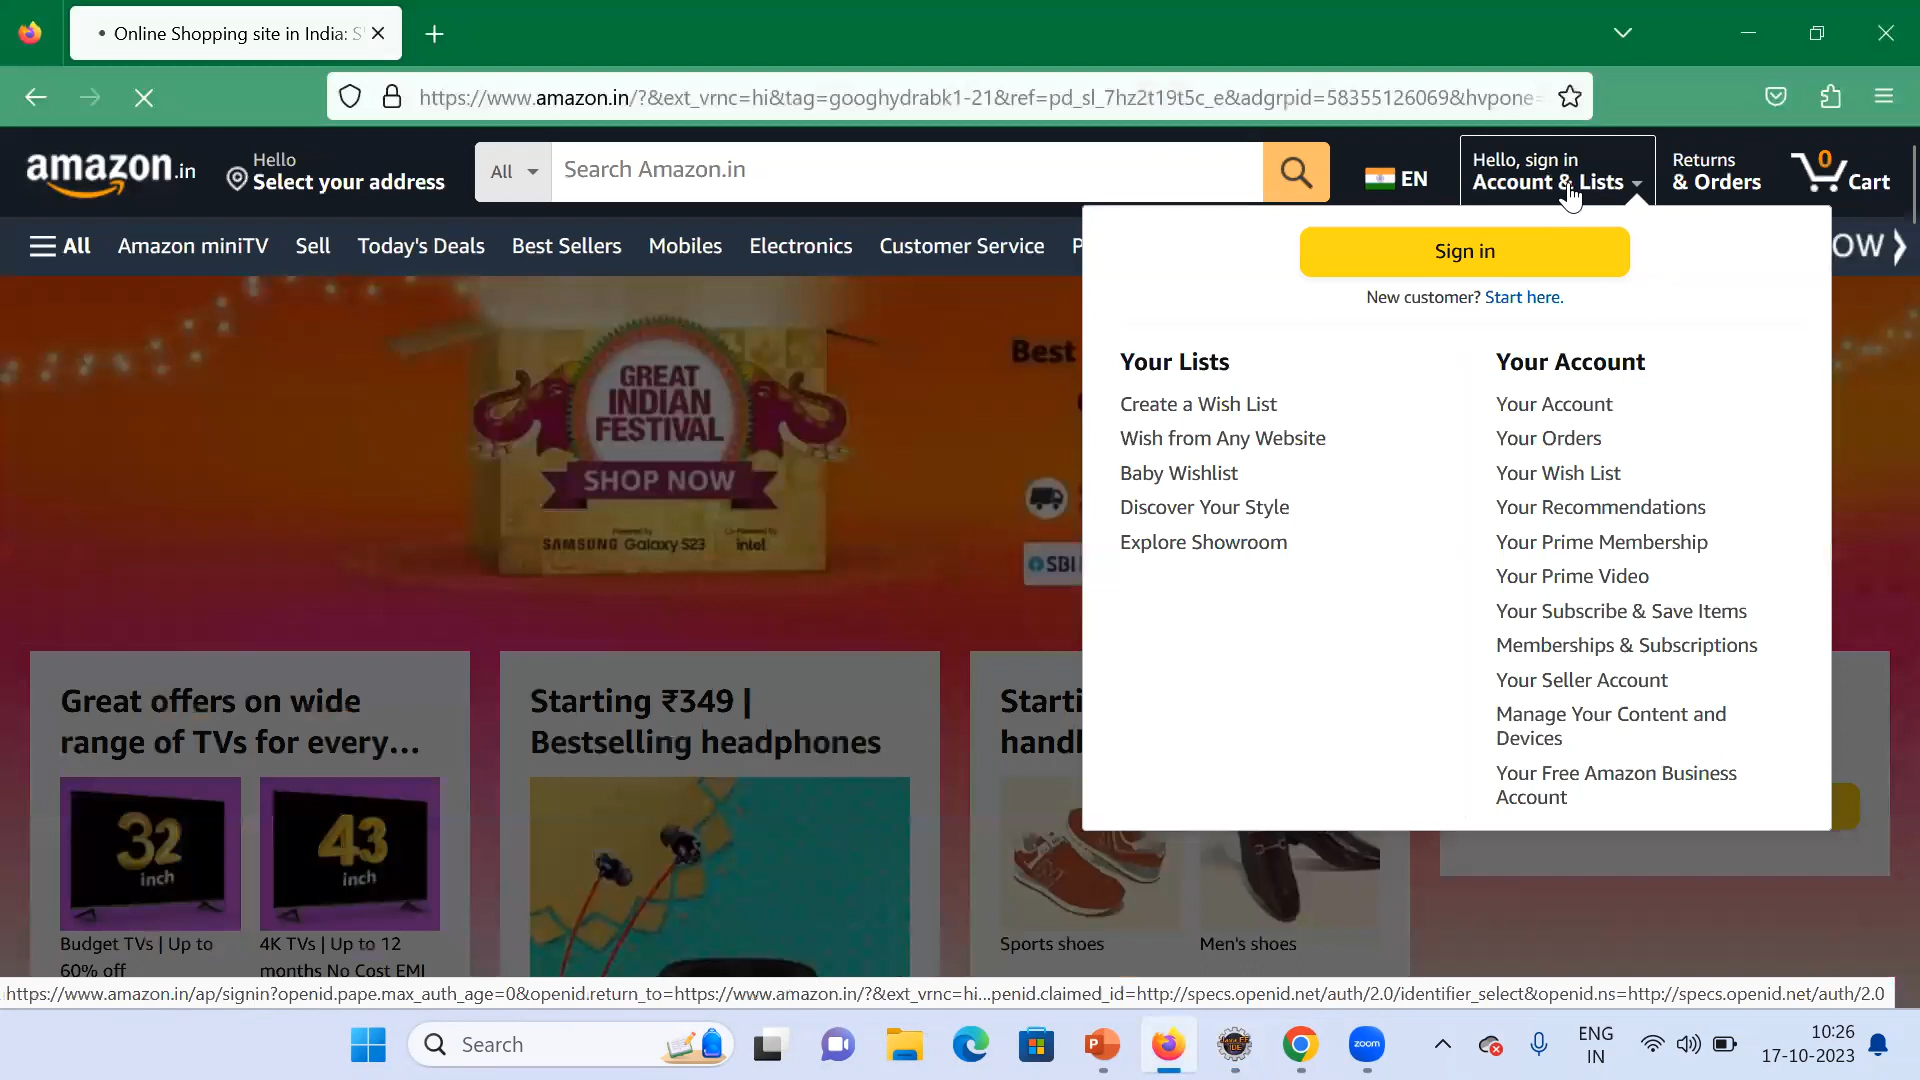 Online Shopping site in India: S
https://www.amazon.in/?&ext_vrnc=hi&tag=googhydrabk1-21&ref=pd_sl_7hz2t19t5c_e&adgrpid=58355126069&hvpone=
amazon.in
Hello
Select your address
All
Search Amazon.in
EN
Hello, sign in
Account & Lists
Returns
& Orders
0
Cart
All
Amazon miniTV
Sell
Today's Deals
Best Sellers
Mobiles
Electronics
Customer Service
P
OW
Sign in
New customer? Start here.
Your Lists
Create a Wish List
Wish from Any Website
Baby Wishlist
Discover Your Style
Explore Showroom
Your Account
Your Account
Your Orders
Your Wish List
Your Recommendations
Your Prime Membership
Your Prime Video
Your Subscribe & Save Items
Memberships & Subscriptions
Your Seller Account
Manage Your Content and
Devices
Your Free Amazon Business
Account
Best
GREAT
INDIAN
FESTIVAL
SHOP NOW
Powered by
SAMSUNG Galaxy S23
Co-Powered by
intel
SBI
Great offers on wide
range of TVs for every...
32
inch
43
inch
Budget TVs | Up to
60% off
4K TVs | Up to 12
months No Cost EMI
Starting ₹349 |
Bestselling headphones
Starti
handl
Sports shoes
Men's shoes
https://www.amazon.in/ap/signin?openid.pape.max_auth_age=0&openid.return_to=https://www.amazon.in/?&ext_vrnc=hi...penid.claimed_id=http://specs.openid.net/auth/2.0/identifier_select&openid.ns=http://specs.openid.net/auth/2.0
Search
P
zoom
ENG
IN
10:26
17-10-2023